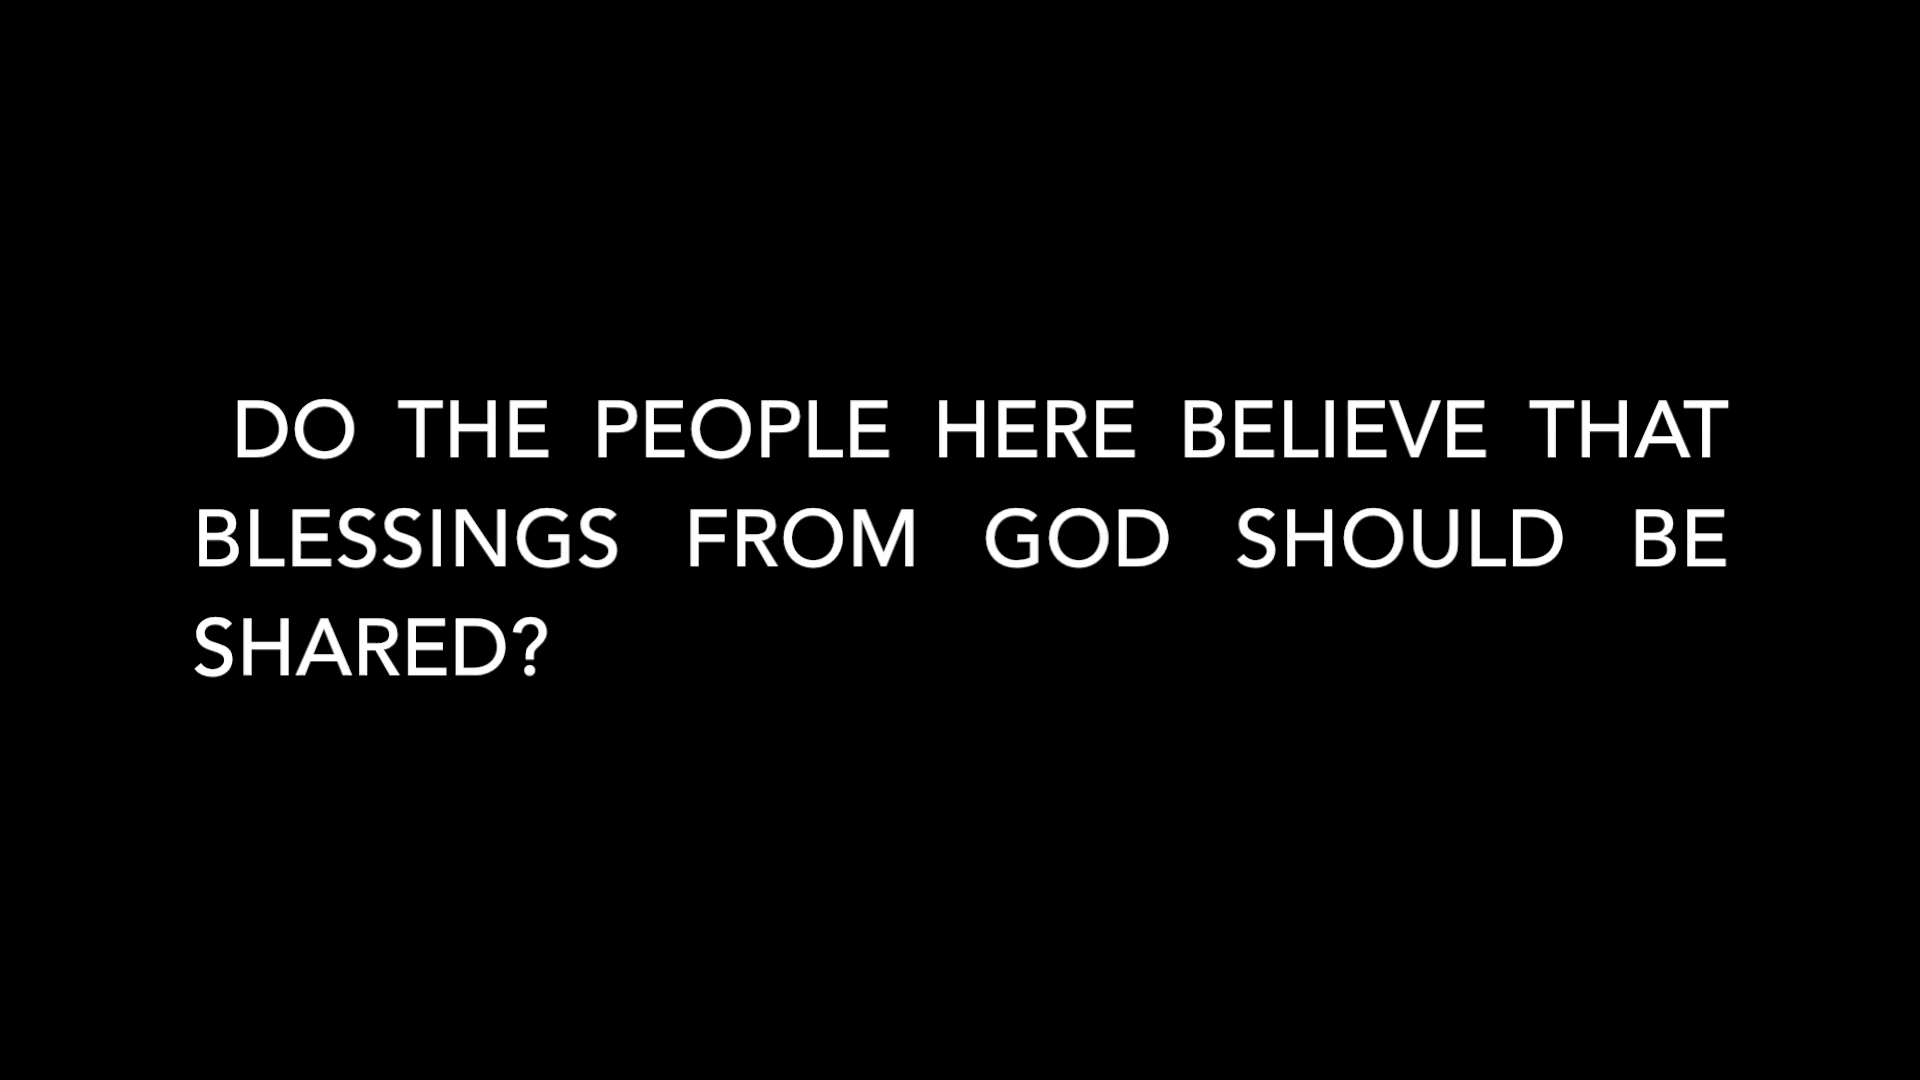 DO THE PEOPLE HERE BELIEVE THAT
BLESSINGS FROM GOD SHOULD BE
SHARED?